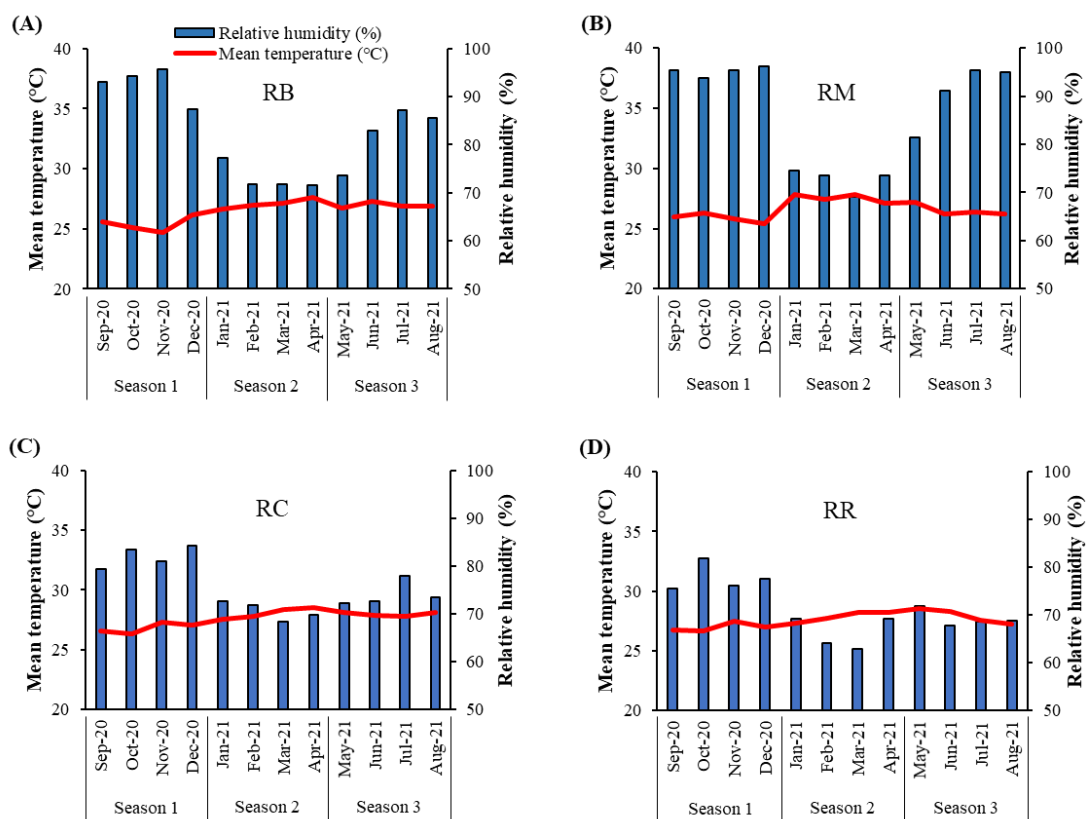 (A)
Relative humidity (%)
Mean temperature (°C)
RB
Mean temperature (°C)
40
35
30
25
20
100
90
80
70
60
50
Relative humidity (%)
Sep-20
Oct-20
Nov-20
Dec-20
Jan-21
Feb-21
Mar-21
Apr-21
May-21
Jun-21
Jul-21
Aug-21
Season 1
Season 2
Season 3
(B)
RM
Mean temperature (°C)
40
35
30
25
20
100
90
80
70
60
50
Relative humidity (%)
Sep-20
Oct-20
Nov-20
Dec-20
Jan-21
Feb-21
Mar-21
Apr-21
May-21
Jun-21
Jul-21
Aug-21
Season 1
Season 2
Season 3
(C)
RC
Mean temperature (°C)
40
35
30
25
20
100
90
80
70
60
50
Relative humidity (%)
Sep-20
Oct-20
Nov-20
Dec-20
Jan-21
Feb-21
Mar-21
Apr-21
May-21
Jun-21
Jul-21
Aug-21
Season 1
Season 2
Season 3
(D)
RR
Mean temperature (°C)
40
35
30
25
20
100
90
80
70
60
50
Relative humidity (%)
Sep-20
Oct-20
Nov-20
Dec-20
Jan-21
Feb-21
Mar-21
Apr-21
May-21
Jun-21
Jul-21
Aug-21
Season 1
Season 2
Season 3